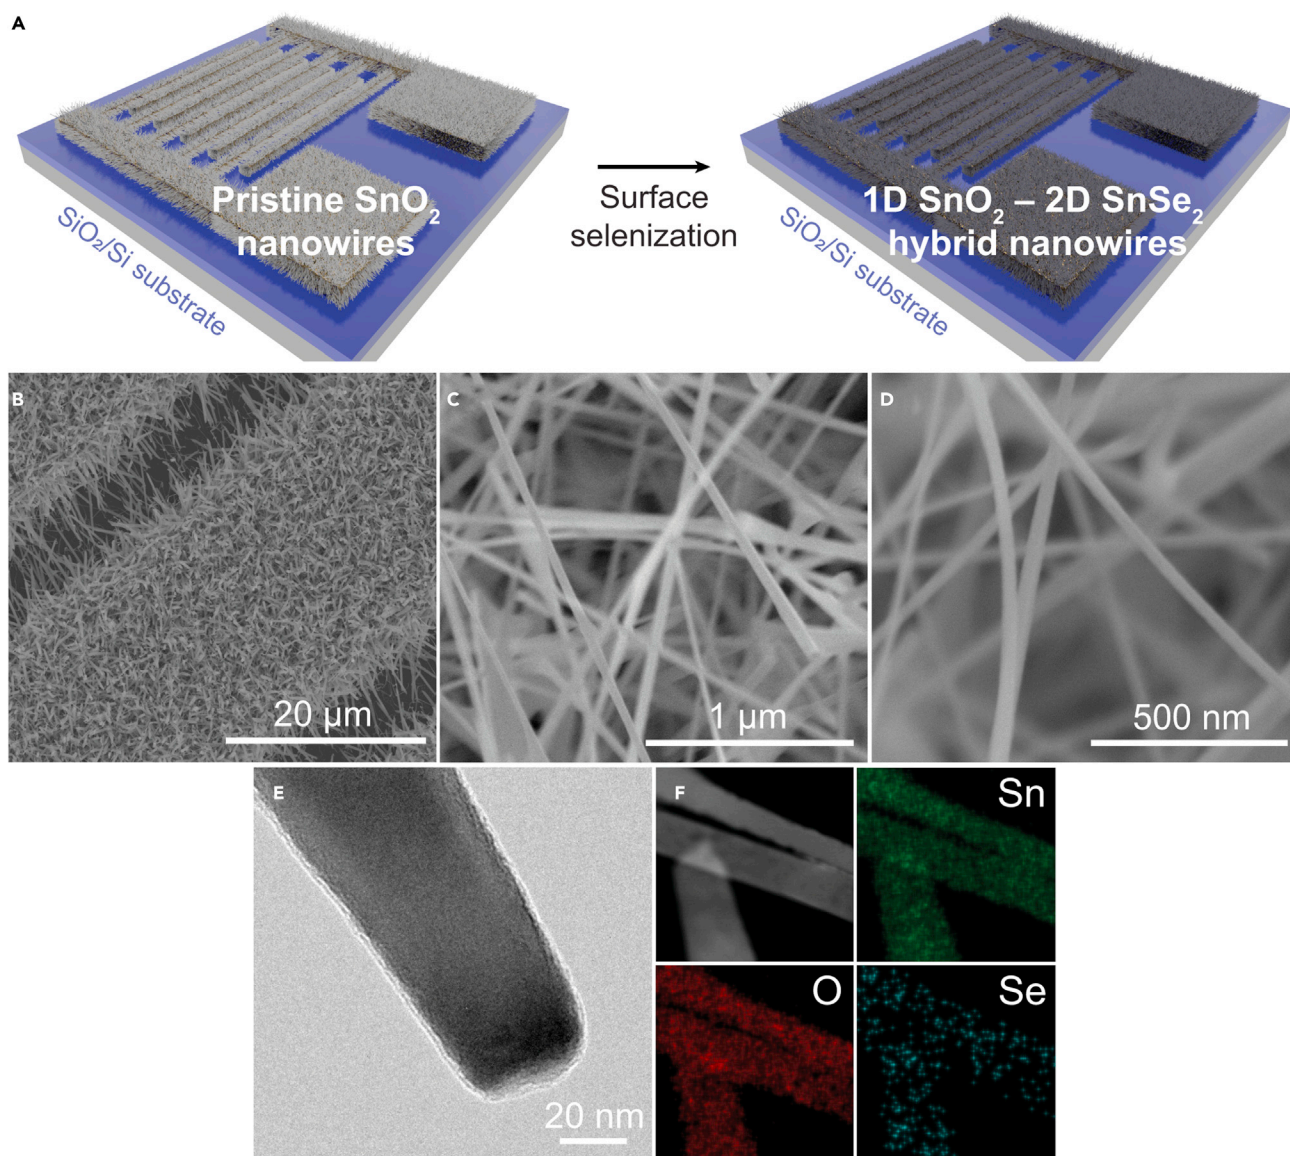 A
Pristine SnO₂
nanowires
SiO₂/Si substrate
Surface
selenization
1D SnO₂ – 2D SnSe₂
hybrid nanowires
SiO₂/Si substrate
B
20 µm
C
1 µm
D
500 nm
E
20 nm
F
Sn
O
Se